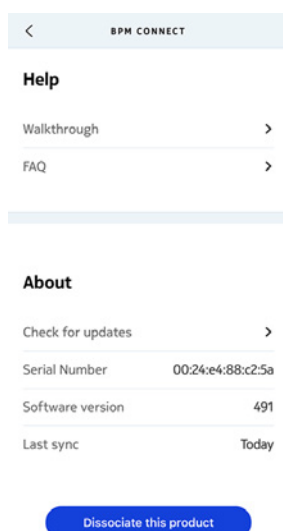 BPM CONNECT
Help
Walkthrough
FAQ
About
Check for updates
Serial Number 00:24:e4:88:c2:5a
Software version 491
Last sync Today
Dissociate this product